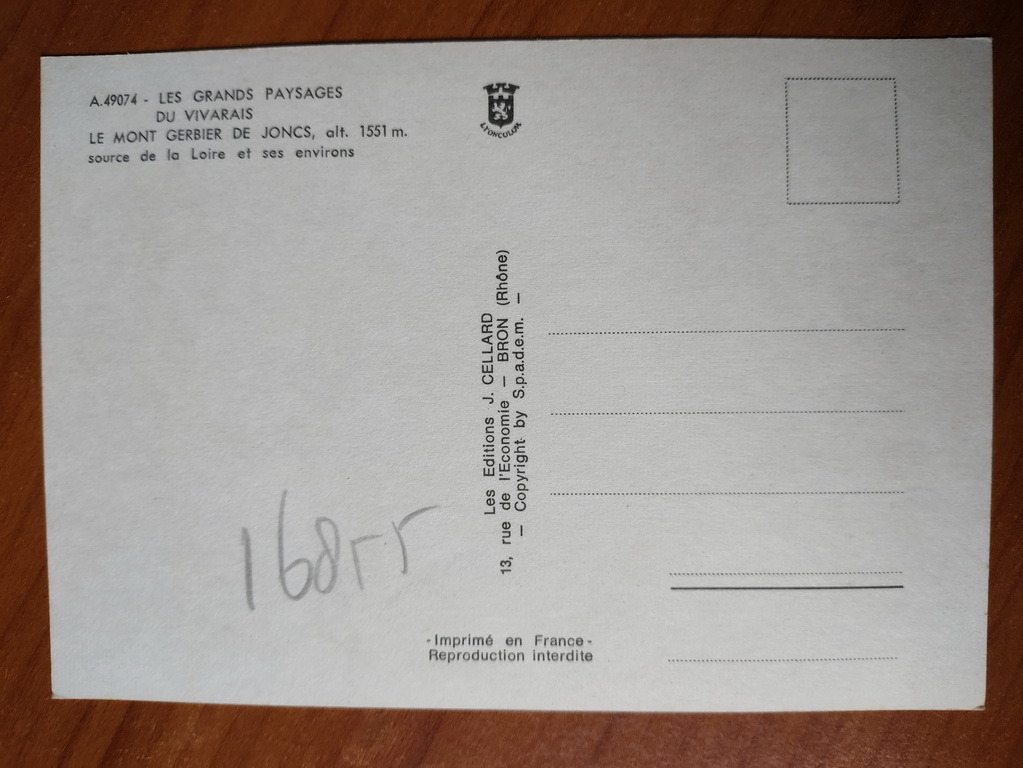 A.49074 - LES GRANDS PAYSAGES
DU VIVARAIS
LE MONT GERBIER DE JONCS, alt. 1551 m.
source de la Loire et ses environs
LYONCOLOR
Les Editions J. CELLARD
13, rue de l'Economie — BRON (Rhône)
— Copyright by S.p.a.d.e.m. —
- Imprimé en France -
Reproduction interdite